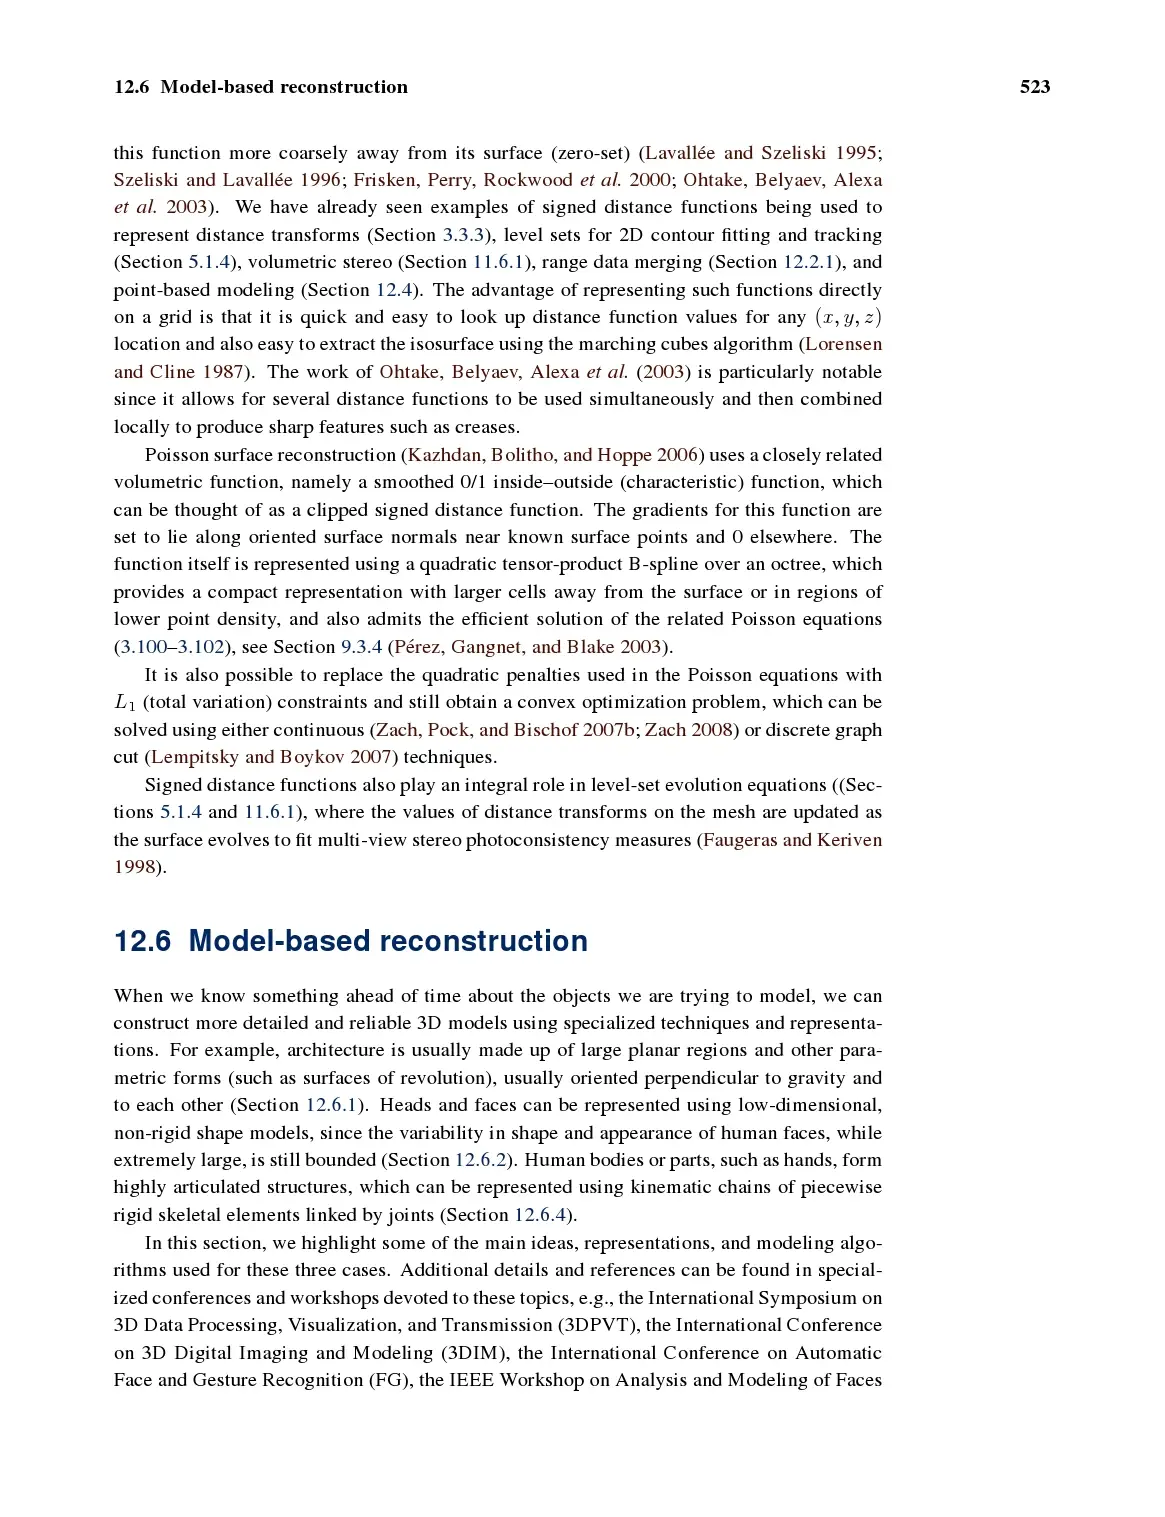 12.6 Model-based reconstruction 523
this function more coarsely away from its surface (zero-set) (Lavallée and Szeliski 1995;
Szeliski and Lavallée 1996; Frisken, Perry, Rockwood et al. 2000; Ohtake, Belyaev, Alexa
et al. 2003). We have already seen examples of signed distance functions being used to
represent distance transforms (Section 3.3.3), level sets for 2D contour fitting and tracking
(Section 5.1.4), volumetric stereo (Section 11.6.1), range data merging (Section 12.2.1), and
point-based modeling (Section 12.4). The advantage of representing such functions directly
on a grid is that it is quick and easy to look up distance function values for any (x, y, z)
location and also easy to extract the isosurface using the marching cubes algorithm (Lorensen
and Cline 1987). The work of Ohtake, Belyaev, Alexa et al. (2003) is particularly notable
since it allows for several distance functions to be used simultaneously and then combined
locally to produce sharp features such as creases.
Poisson surface reconstruction (Kazhdan, Bolitho, and Hoppe 2006) uses a closely related
volumetric function, namely a smoothed 0/1 inside–outside (characteristic) function, which
can be thought of as a clipped signed distance function. The gradients for this function are
set to lie along oriented surface normals near known surface points and 0 elsewhere. The
function itself is represented using a quadratic tensor-product B-spline over an octree, which
provides a compact representation with larger cells away from the surface or in regions of
lower point density, and also admits the efficient solution of the related Poisson equations
(3.100–3.102), see Section 9.3.4 (Pérez, Gangnet, and Blake 2003).
It is also possible to replace the quadratic penalties used in the Poisson equations with
L₁ (total variation) constraints and still obtain a convex optimization problem, which can be
solved using either continuous (Zach, Pock, and Bischof 2007b; Zach 2008) or discrete graph
cut (Lempitsky and Boykov 2007) techniques.
Signed distance functions also play an integral role in level-set evolution equations ((Sec-
tions 5.1.4 and 11.6.1), where the values of distance transforms on the mesh are updated as
the surface evolves to fit multi-view stereo photoconsistency measures (Faugeras and Keriven
1998).
12.6 Model-based reconstruction
When we know something ahead of time about the objects we are trying to model, we can
construct more detailed and reliable 3D models using specialized techniques and representa-
tions. For example, architecture is usually made up of large planar regions and other para-
metric forms (such as surfaces of revolution), usually oriented perpendicular to gravity and
to each other (Section 12.6.1). Heads and faces can be represented using low-dimensional,
non-rigid shape models, since the variability in shape and appearance of human faces, while
extremely large, is still bounded (Section 12.6.2). Human bodies or parts, such as hands, form
highly articulated structures, which can be represented using kinematic chains of piecewise
rigid skeletal elements linked by joints (Section 12.6.4).
In this section, we highlight some of the main ideas, representations, and modeling algo-
rithms used for these three cases. Additional details and references can be found in special-
ized conferences and workshops devoted to these topics, e.g., the International Symposium on
3D Data Processing, Visualization, and Transmission (3DPVT), the International Conference
on 3D Digital Imaging and Modeling (3DIM), the International Conference on Automatic
Face and Gesture Recognition (FG), the IEEE Workshop on Analysis and Modeling of Faces